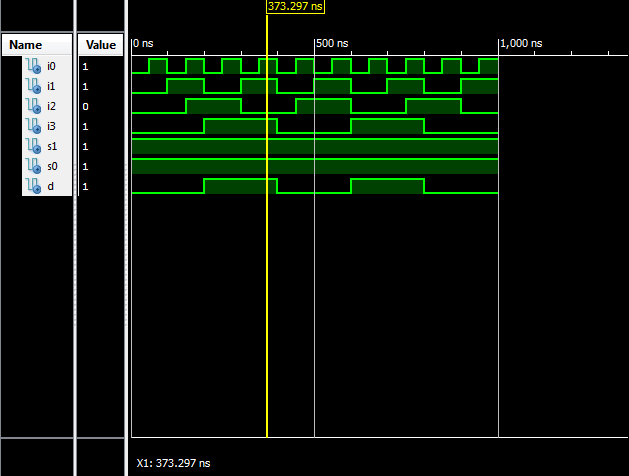 373.297 ns
Name Value
0 ns 500 ns 1,000 ns
i0 1
i1 1
i2 0
i3 1
s1 1
s0 1
d 1
X1: 373.297 ns